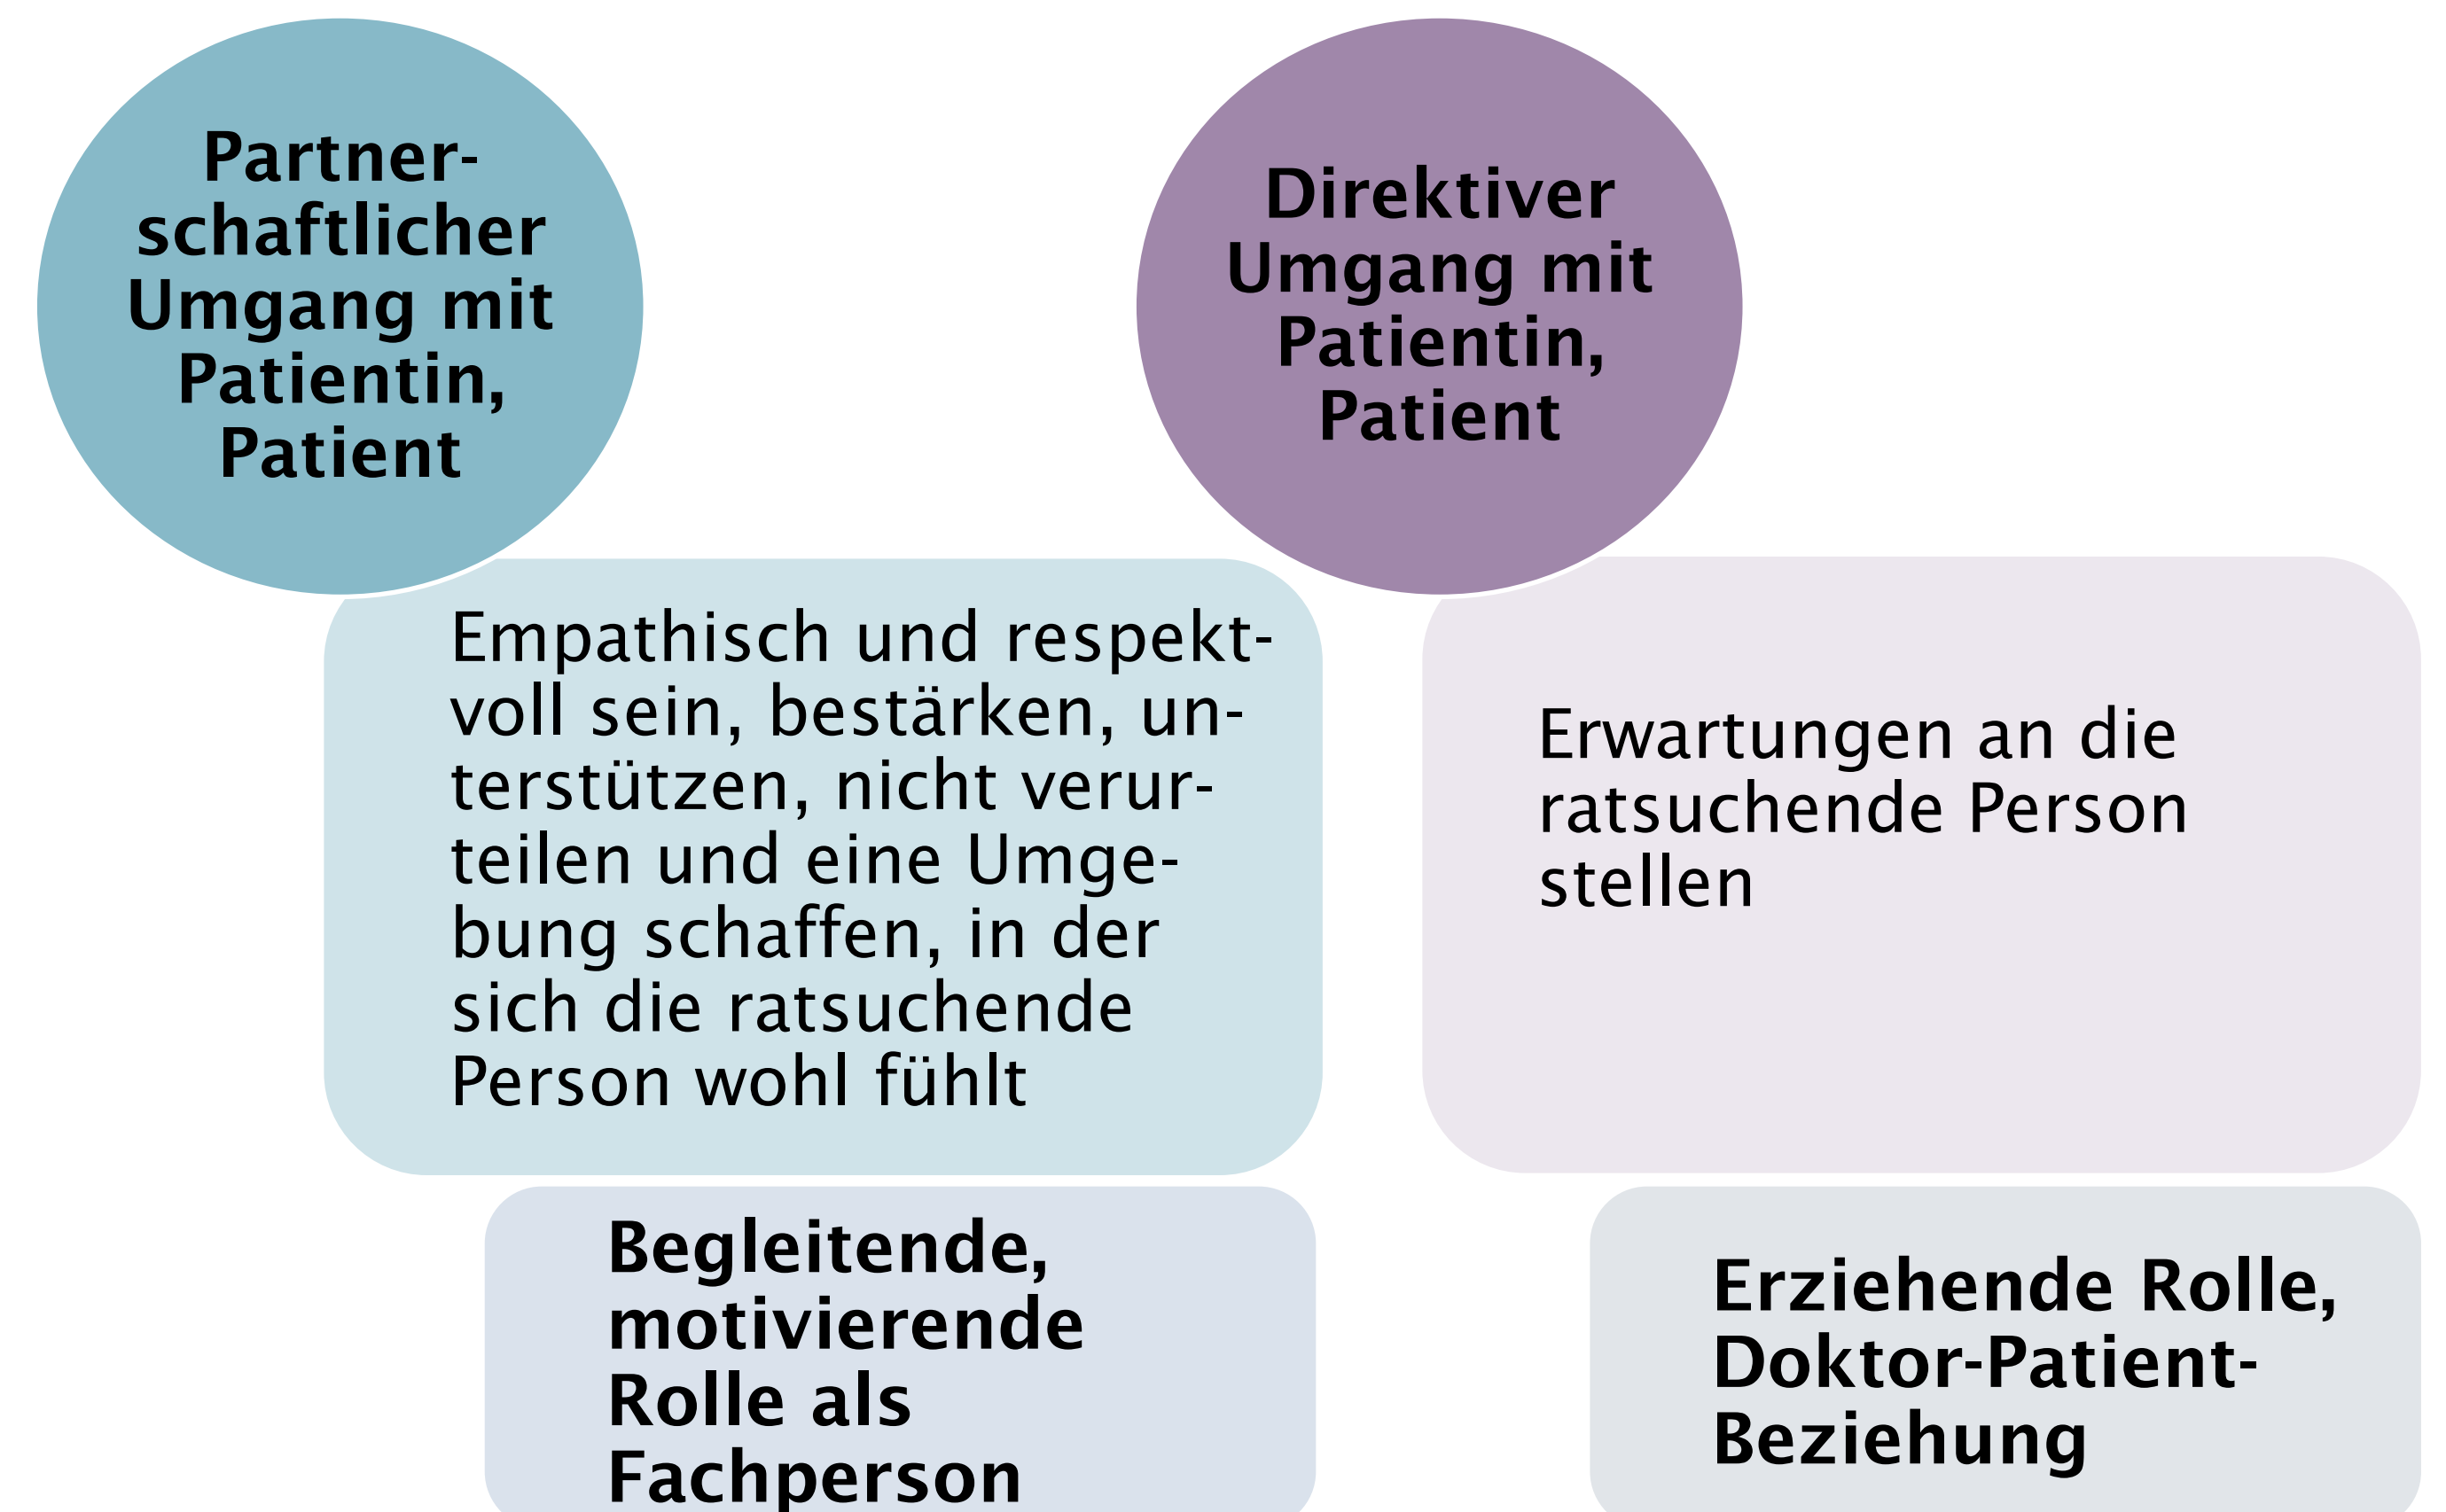 Partner-
schaftlicher
Umgang mit
Patientin,
Patient
Empathisch und respekt-
voll sein, bestärken, un-
terstützen, nicht verur-
teilen und eine Umge-
bung schaffen, in der
sich die ratsuchende
Person wohl fühlt
Begleitende,
motivierende
Rolle als
Fachperson
Direktiver
Umgang mit
Patientin,
Patient
Erwartungen an die
ratsuchende Person
stellen
Erziehende Rolle,
Doktor-Patient-
Beziehung